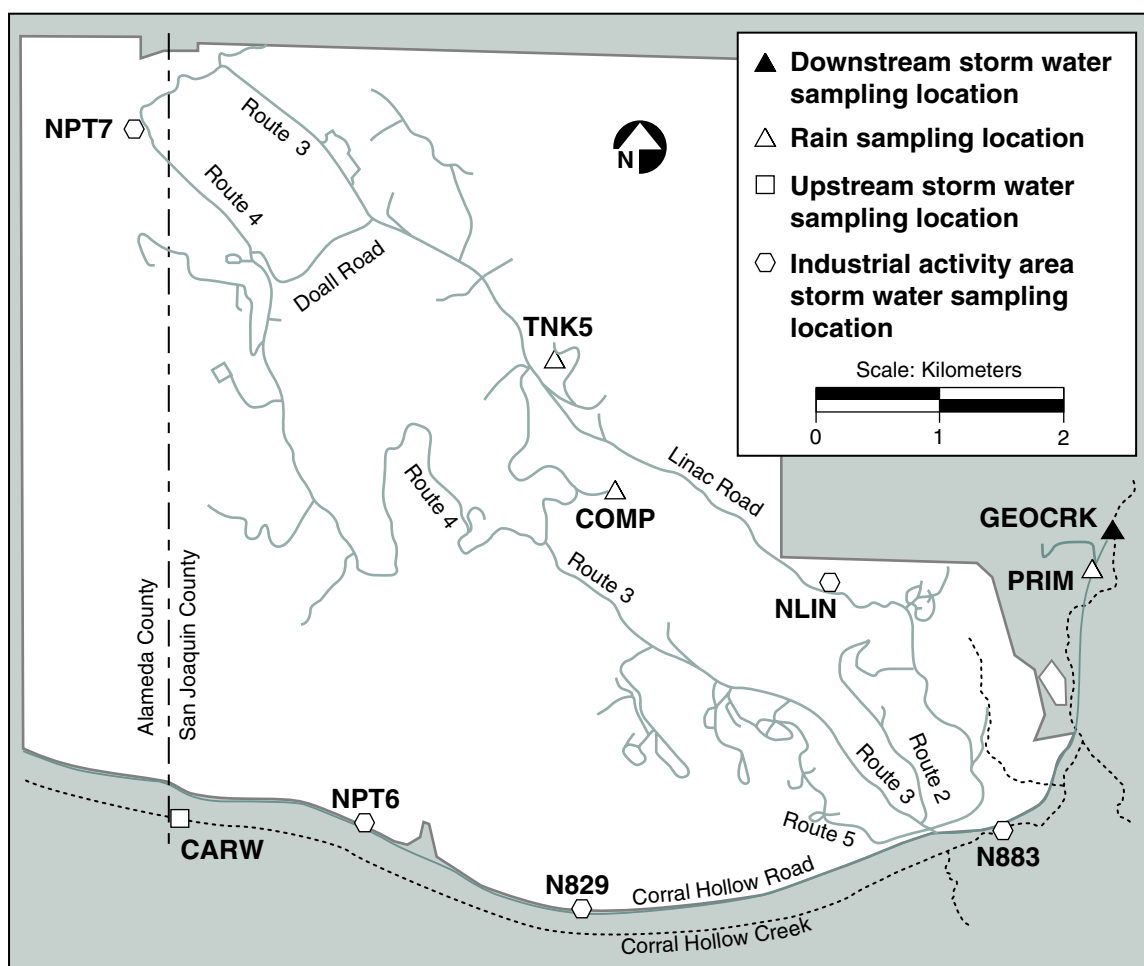 Downstream storm water
sampling location
Rain sampling location
Upstream storm water
sampling location
Industrial activity area
storm water sampling
location
Scale: Kilometers
0 1 2
N
NPT7
Route 3
Route 4
Doall Road
TNK5
Route 4
COMP
Linac Road
GEOCRK
PRIM
Route 3
NLIN
Alameda County
San Joaquin County
Route 3
Route 2
NPT6
CARW
Route 5
N883
N829
Corral Hollow Road
Corral Hollow Creek